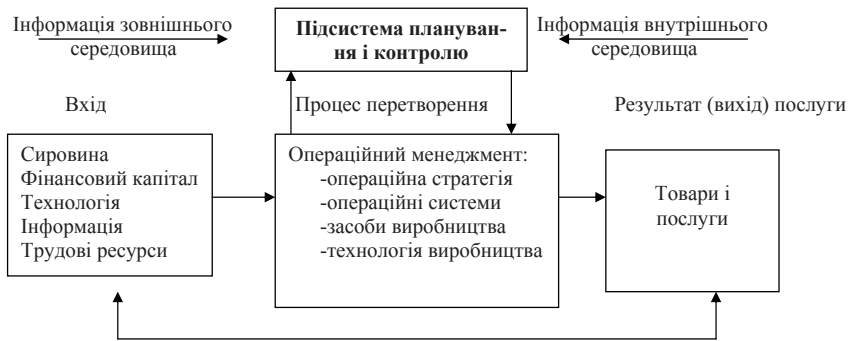 Інформація зовнішнього
середовища
Підсистема плануван-
ня і контролю
Інформація внутрішнього
середовища
Вхід
Процес перетворення
Результат (вихід) послуги
Сировина
Фінансовий капітал
Технологія
Інформація
Трудові ресурси
Операційний менеджмент:
-операційна стратегія
-операційні системи
-засоби виробництва
-технологія виробництва
Товари і
послуги